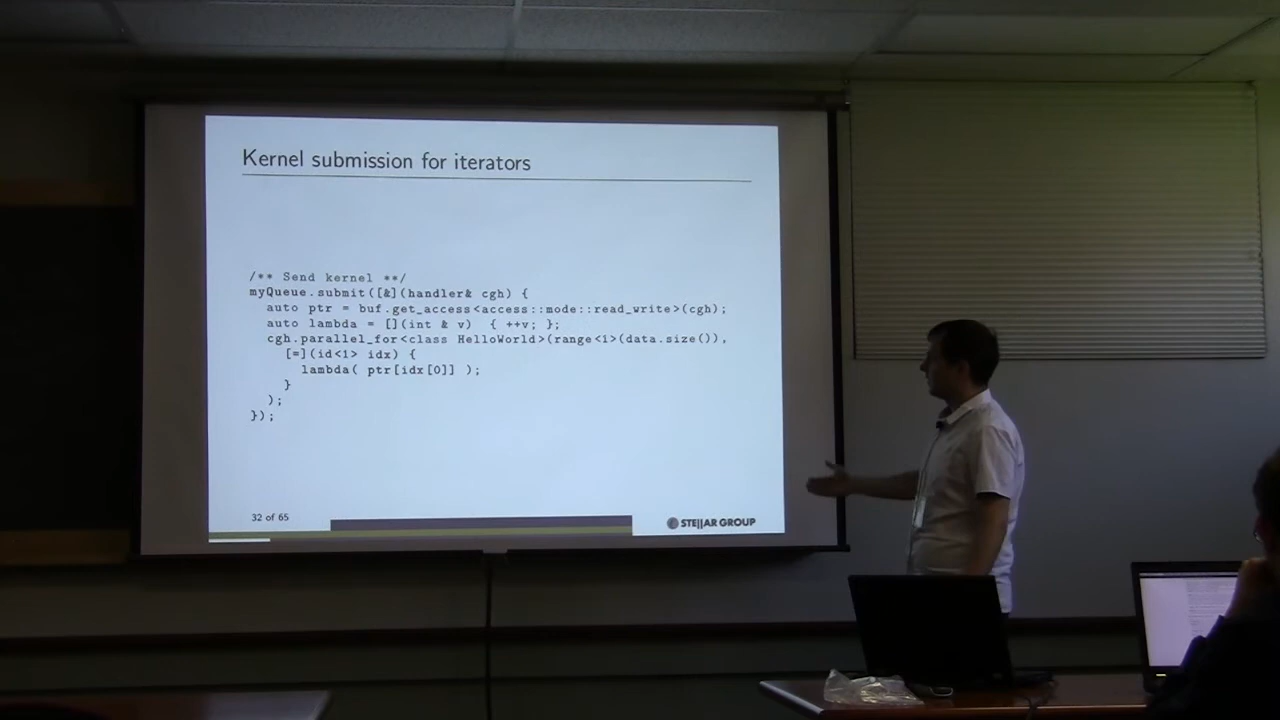 Kernel submission for iterators
/** Send kernel **/
myQueue.submit([&](handler& cgh) {
auto ptr = buf.get_access<access::mode::read_write>(cgh);
auto lambda = [](int & v) { ++v; };
cgh.parallel_for<class HelloWorld>(range<1>(data.size()),
[=](id<1> idx) {
lambda( ptr[idx[0]] );
}
);
});
32 of 65
STE||AR GROUP